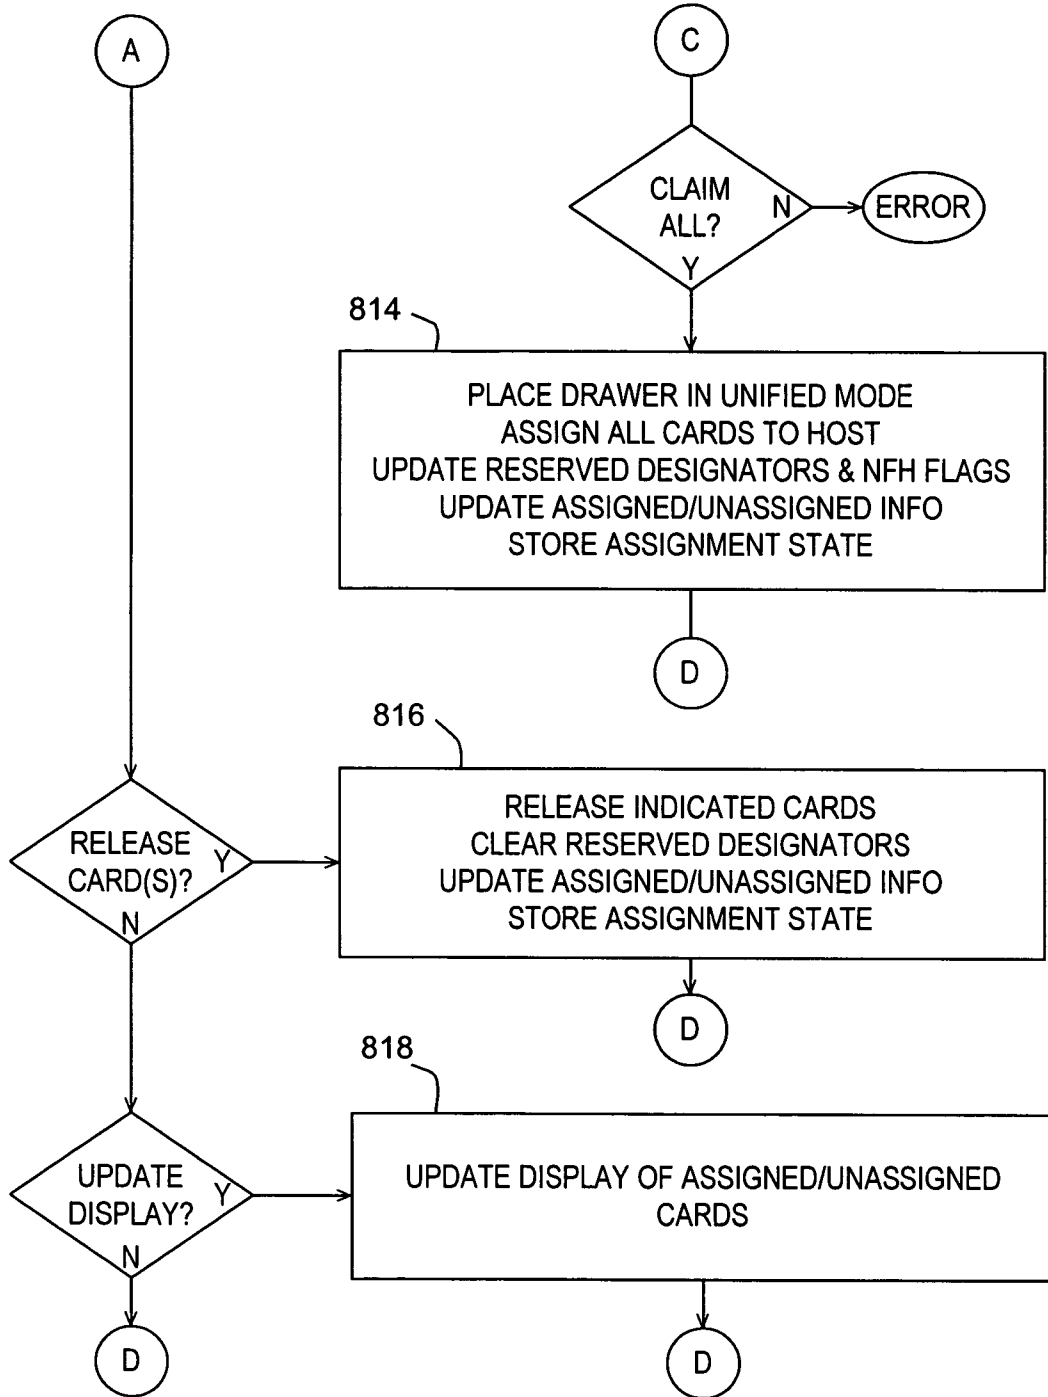 A
C
CLAIM
ALL?
N
ERROR
Y
814
PLACE DRAWER IN UNIFIED MODE
ASSIGN ALL CARDS TO HOST
UPDATE RESERVED DESIGNATORS & NFH FLAGS
UPDATE ASSIGNED/UNASSIGNED INFO
STORE ASSIGNMENT STATE
D
816
RELEASE
CARD(S)?
Y
N
RELEASE INDICATED CARDS
CLEAR RESERVED DESIGNATORS
UPDATE ASSIGNED/UNASSIGNED INFO
STORE ASSIGNMENT STATE
D
818
UPDATE
DISPLAY?
Y
N
UPDATE DISPLAY OF ASSIGNED/UNASSIGNED
CARDS
D
D